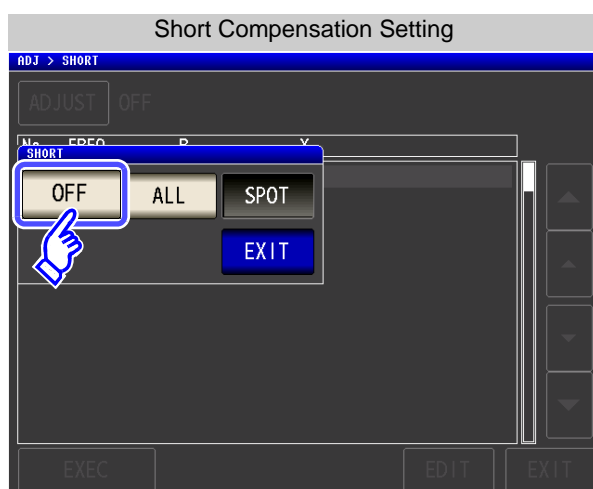 Short Compensation Setting
ADJ > SHORT
ADJUST OFF
No. FREQ R X
SHORT
OFF ALL SPOT
EXIT
EXEC EDIT EXIT